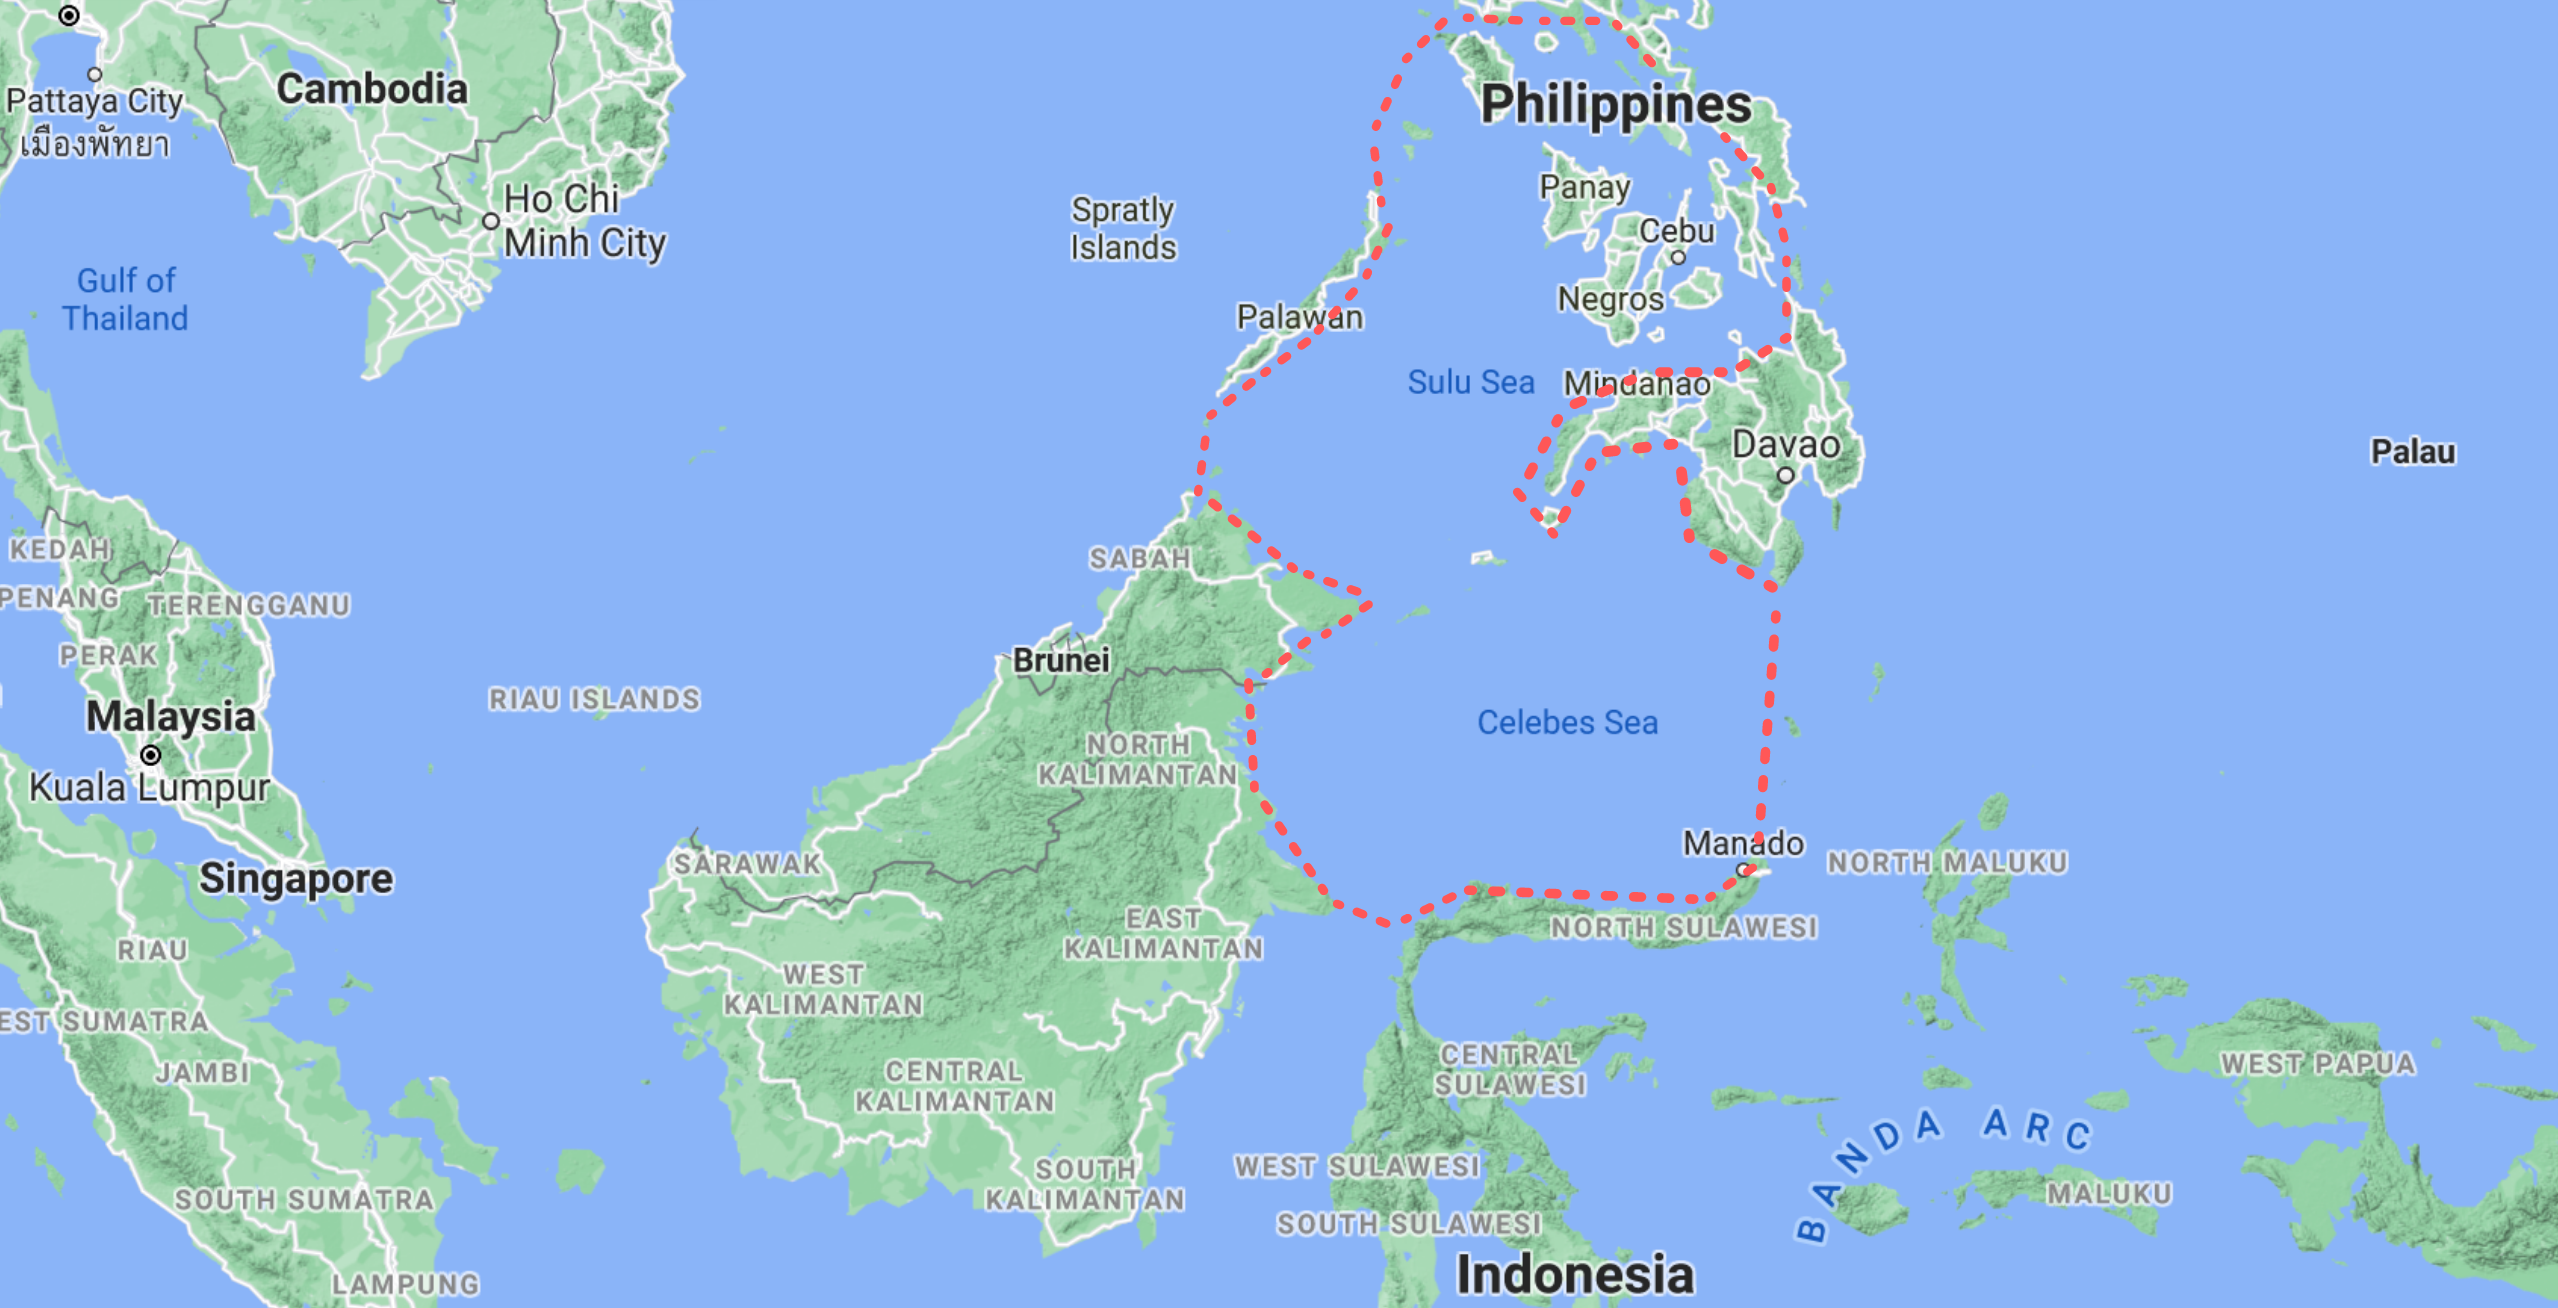 Cambodia
Pattaya City
เมืองพัทยา
Ho Chi
Minh City
Gulf of
Thailand
Spratly
Islands
Philippines
Panay
Cebu
Negros
Palawan
Sulu Sea
Mindanao
Davao
Palau
KEDAH
PENANG
TERENGGANU
PERAK
Malaysia
Kuala Lumpur
Singapore
RIAU ISLANDS
SABAH
Brunei
NORTH
KALIMANTAN
Celebes Sea
Manado
NORTH MALUKU
SARAWAK
EAST
KALIMANTAN
NORTH SULAWESI
RIAU
WEST
KALIMANTAN
EST SUMATRA
JAMBI
CENTRAL
KALIMANTAN
CENTRAL
SULAWESI
WEST PAPUA
BANDA ARC
SOUTH
KALIMANTAN
WEST SULAWESI
MALUKU
SOUTH SUMATRA
SOUTH SULAWESI
LAMPUNG
Indonesia